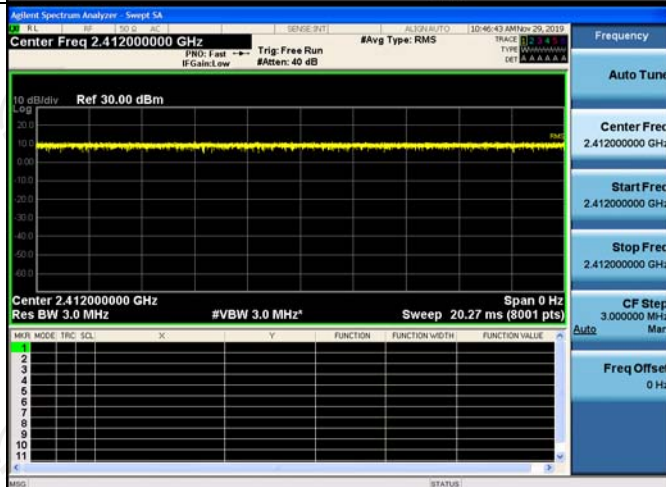 Agilent Spectrum Analyzer - Swept SA
RL RF 50 Ω AC SENSE:INT ALIGN AUTO 10:46:43 AM Nov 29, 2019
Center Freq 2.412000000 GHz #Avg Type: RMS TRACE 1 2 3 4 5 6
PNO: Fast Trig: Free Run TYPE
IFGain:Low #Atten: 40 dB DET A A A A A A
10 dB/div Ref 30.00 dBm
Log
20.0
10.0
RMS
0.00
-10.0
-20.0
-30.0
-40.0
-50.0
-60.0
Center 2.412000000 GHz Span 0 Hz
Res BW 3.0 MHz #VBW 3.0 MHz* Sweep 20.27 ms (8001 pts)
MKR MODE TRC SCL X Y FUNCTION FUNCTION WIDTH FUNCTION VALUE
1
2
3
4
5
6
7
8
9
10
11
MSG STATUS
Frequency
Auto Tune
Center Freq
2.412000000 GHz
Start Freq
2.412000000 GHz
Stop Freq
2.412000000 GHz
CF Step
3.000000 MHz
Auto Man
Freq Offset
0 Hz